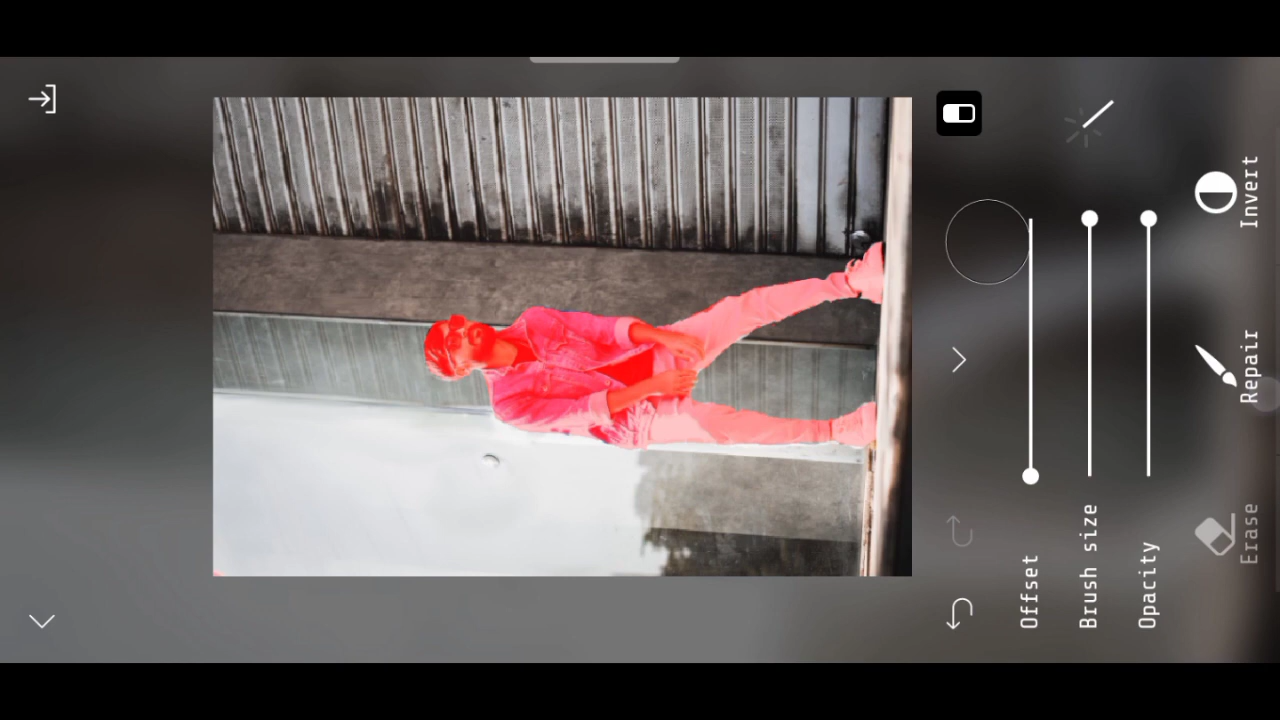 Offset
Brush size
Opacity
Erase
Repair
Invert